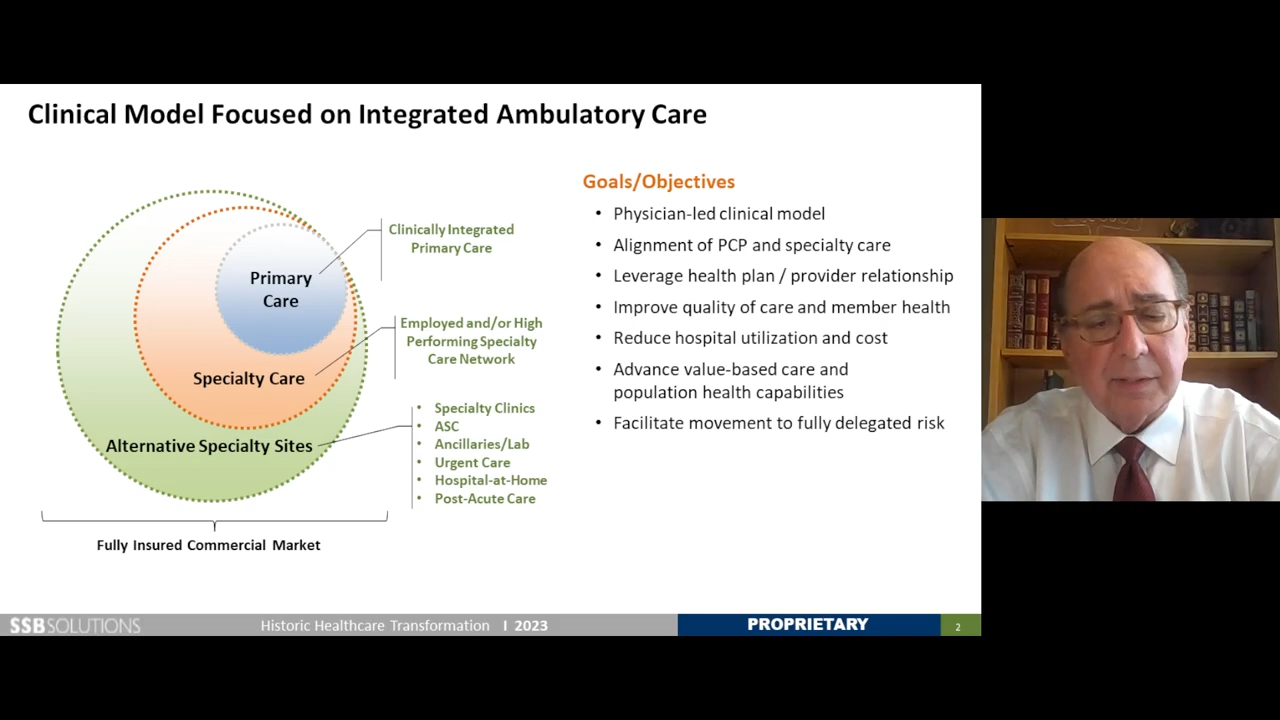 Clinical Model Focused on Integrated Ambulatory Care
Primary
Care
Specialty Care
Alternative Specialty Sites
Clinically Integrated
Primary Care
Employed and/or High
Performing Specialty
Care Network
• Specialty Clinics
• ASC
• Ancillaries/Lab
• Urgent Care
• Hospital-at-Home
• Post-Acute Care
Fully Insured Commercial Market
Goals/Objectives
• Physician-led clinical model
• Alignment of PCP and specialty care
• Leverage health plan / provider relationship
• Improve quality of care and member health
• Reduce hospital utilization and cost
• Advance value-based care and
population health capabilities
• Facilitate movement to fully delegated risk
SSBSOLUTIONS
Historic Healthcare Transformation I 2023
PROPRIETARY
2